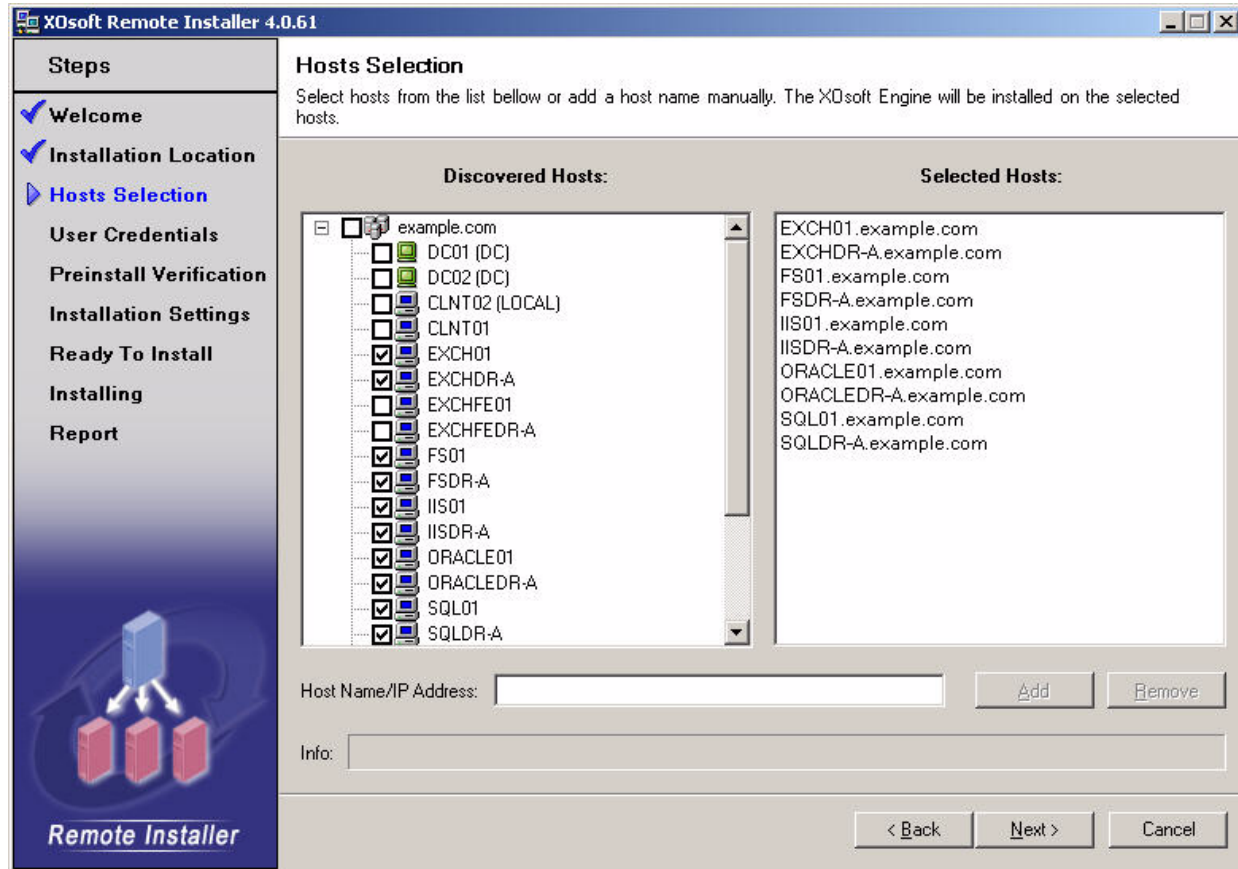 XOsoft Remote Installer 4.0.61
Steps
Welcome
Installation Location
Hosts Selection
User Credentials
Preinstall Verification
Installation Settings
Ready To Install
Installing
Report
Remote Installer
Hosts Selection
Select hosts from the list bellow or add a host name manually. The XOsoft Engine will be installed on the selected
hosts.
Discovered Hosts:
example.com
DC01 (DC)
DC02 (DC)
CLNT02 (LOCAL)
CLNT01
EXCH01
EXCHDR-A
EXCHFE01
EXCHFEDR-A
FS01
FSDR-A
IIS01
IISDR-A
ORACLE01
ORACLEDR-A
SQL01
SQLDR-A
Selected Hosts:
EXCH01.example.com
EXCHDR-A.example.com
FS01.example.com
FSDR-A.example.com
IIS01.example.com
IISDR-A.example.com
ORACLE01.example.com
ORACLEDR-A.example.com
SQL01.example.com
SQLDR-A.example.com
Host Name/IP Address:
Add
Remove
Info:
< Back
Next >
Cancel